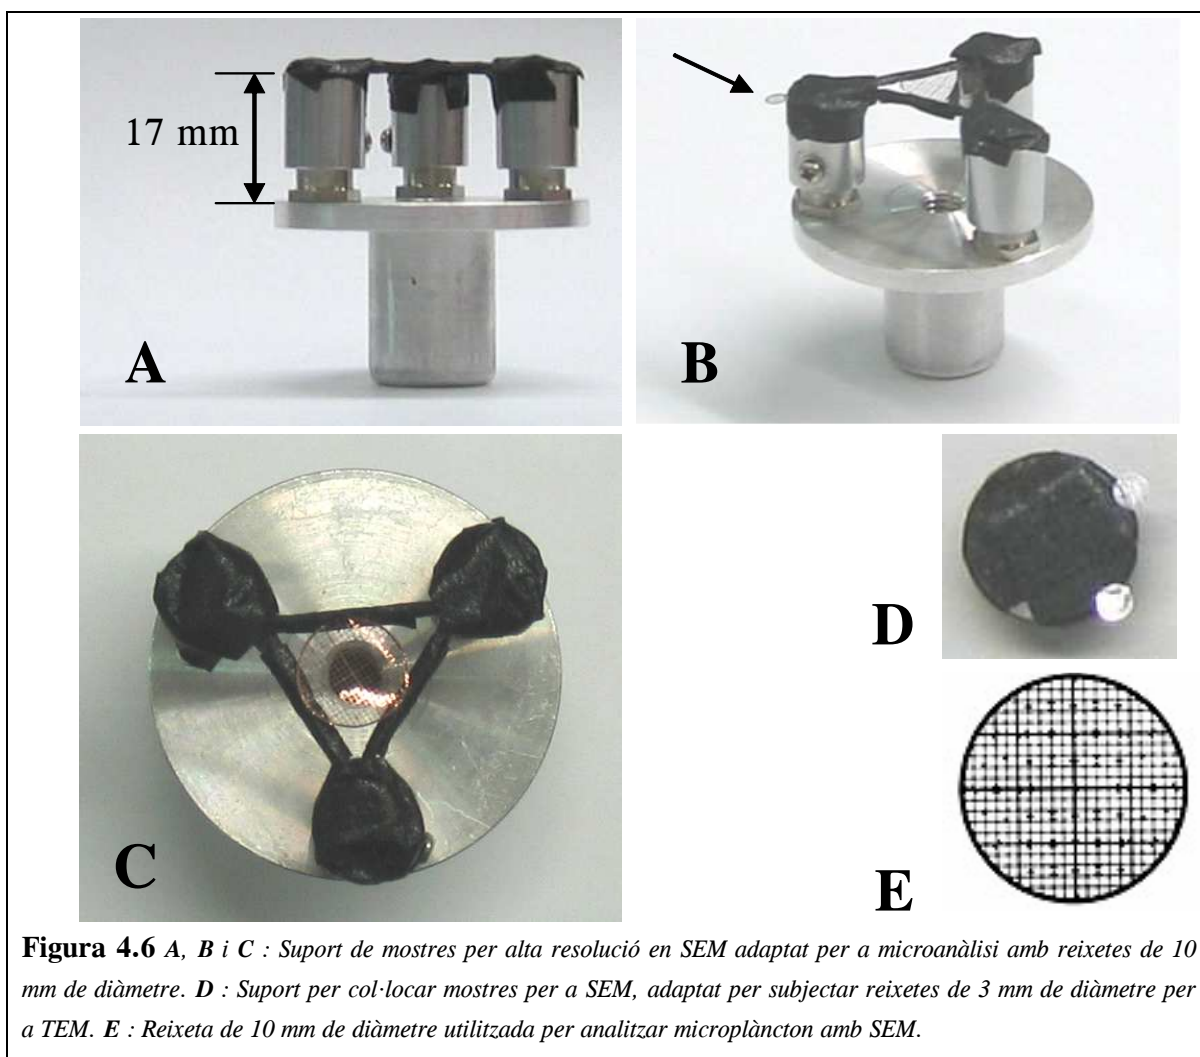 17 mm
A
B
C
D
E
Figura 4.6 A, B i C : Suport de mostres per alta resolució en SEM adaptat per a microanàlisi amb reixetes de 10
mm de diàmetre. D : Suport per col·locar mostres per a SEM, adaptat per subjectar reixetes de 3 mm de diàmetre per
a TEM. E : Reixeta de 10 mm de diàmetre utilitzada per analitzar microplàncton amb SEM.